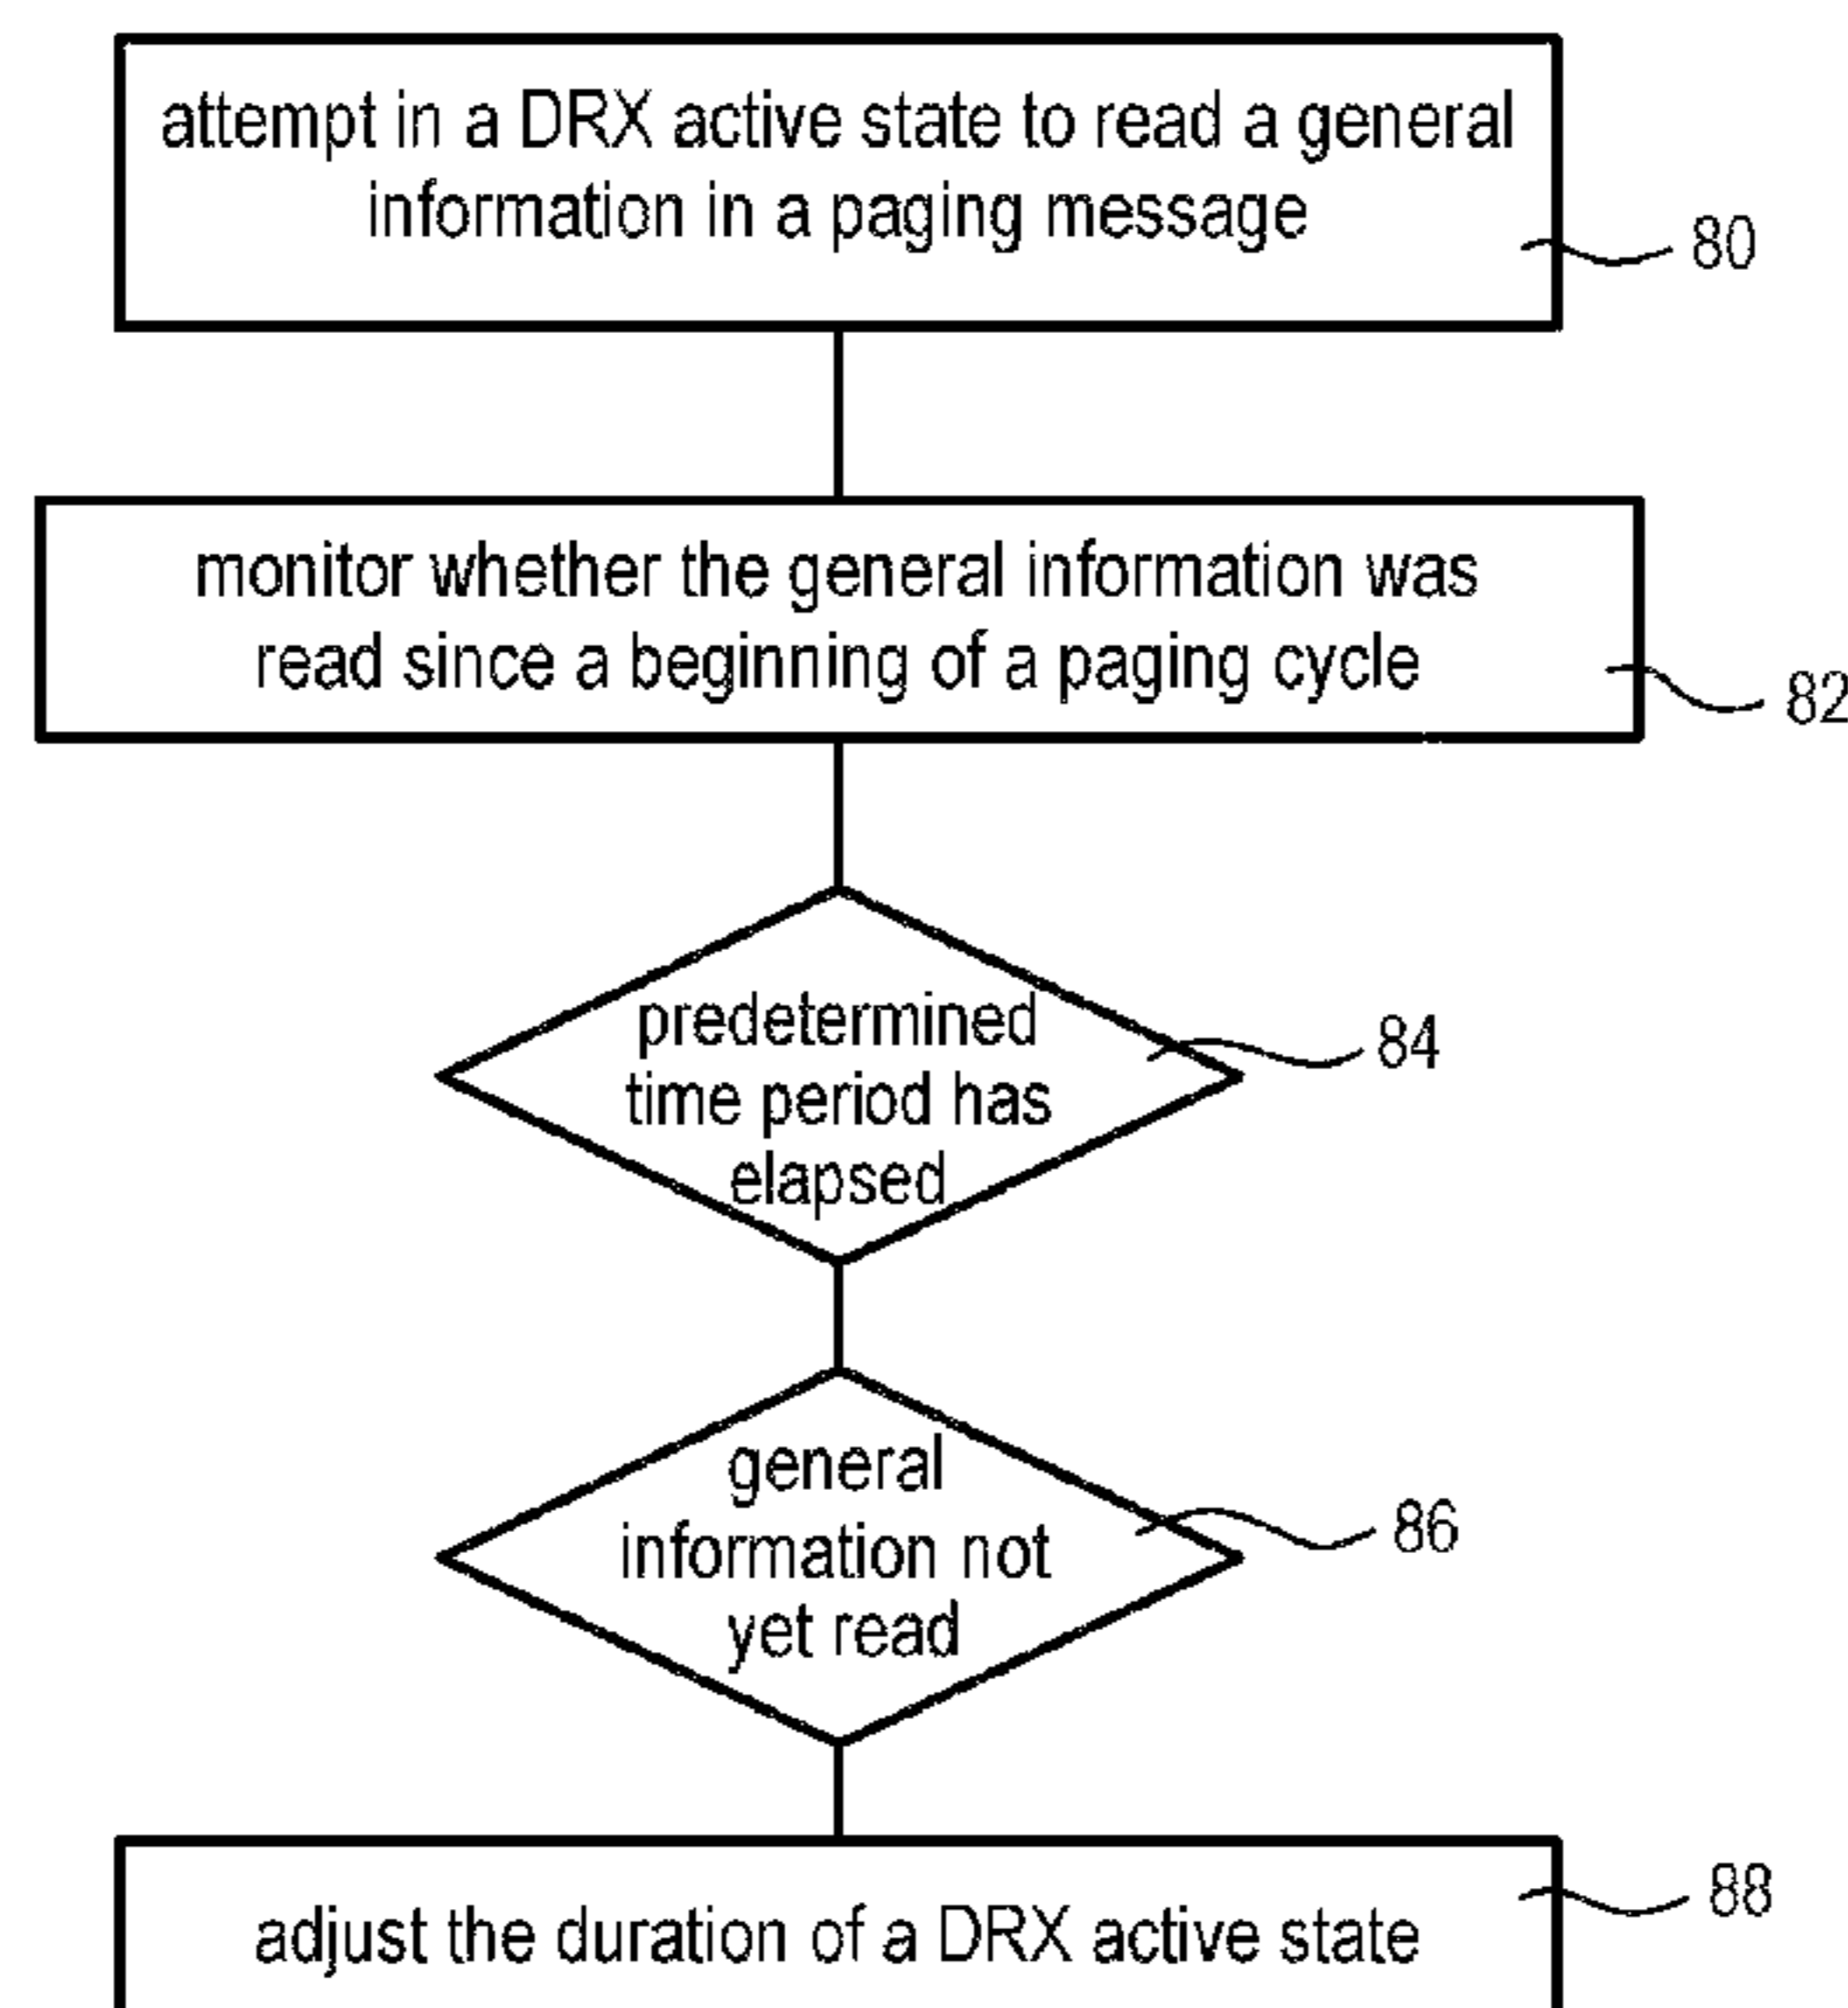 attempt in a DRX active state to read a general
information in a paging message
80
monitor whether the general information was
read since a beginning of a paging cycle
82
predetermined
time period has
elapsed
84
general
information not
yet read
86
adjust the duration of a DRX active state
88